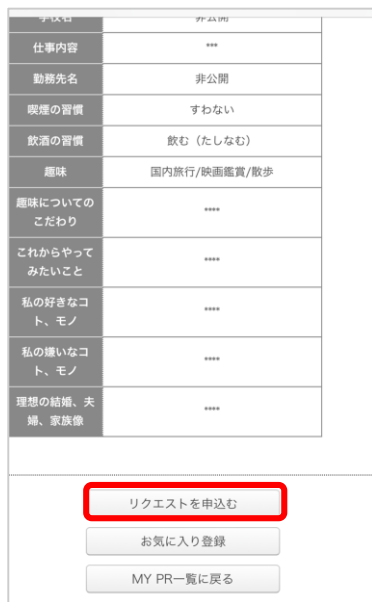 学校名 非公開
仕事内容 ***
勤務先名 非公開
喫煙の習慣 すわない
飲酒の習慣 飲む（たしなむ）
趣味 国内旅行/映画鑑賞/散歩
趣味についての
こだわり ****
これからやって
みたいこと ****
私の好きなコ
ト、モノ ****
私の嫌いなコ
ト、モノ ****
理想の結婚、夫
婦、家族像 ****
リクエストを申込む
お気に入り登録
MY PR一覧に戻る